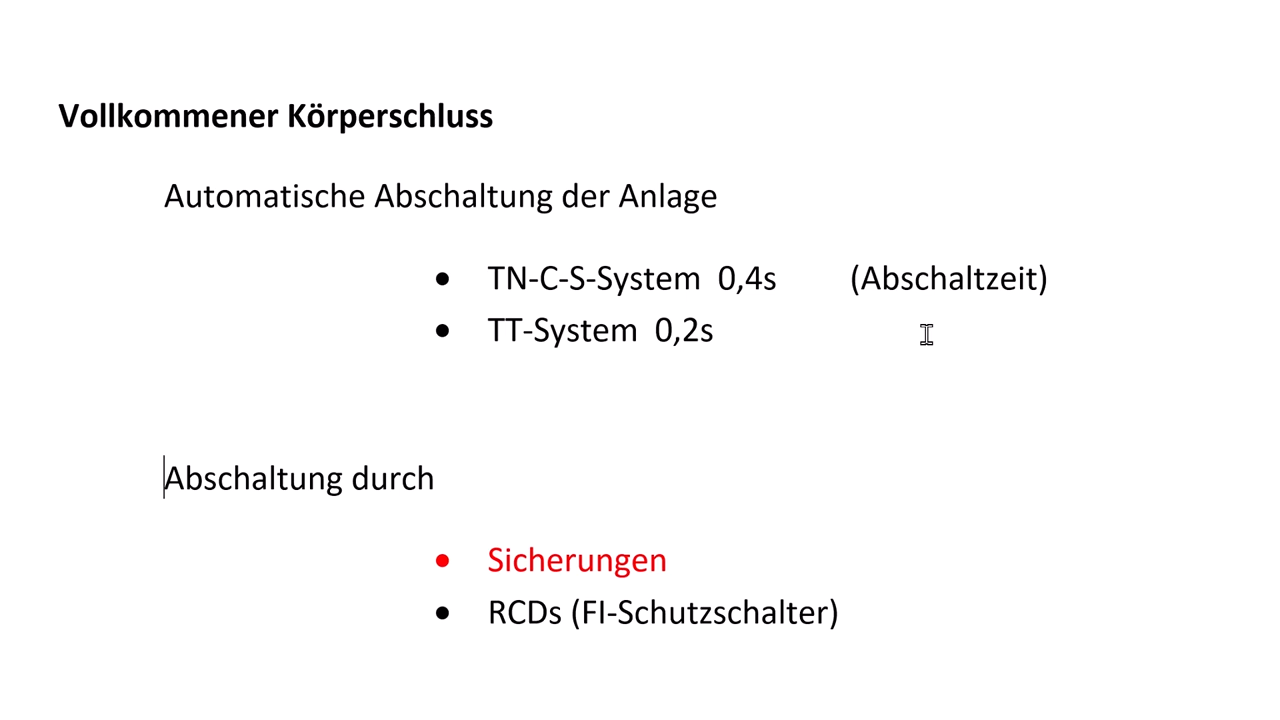 Vollkommener Körperschluss
Automatische Abschaltung der Anlage
• TN-C-S-System 0,4s (Abschaltzeit)
• TT-System 0,2s
Abschaltung durch
• Sicherungen
• RCDs (FI-Schutzschalter)